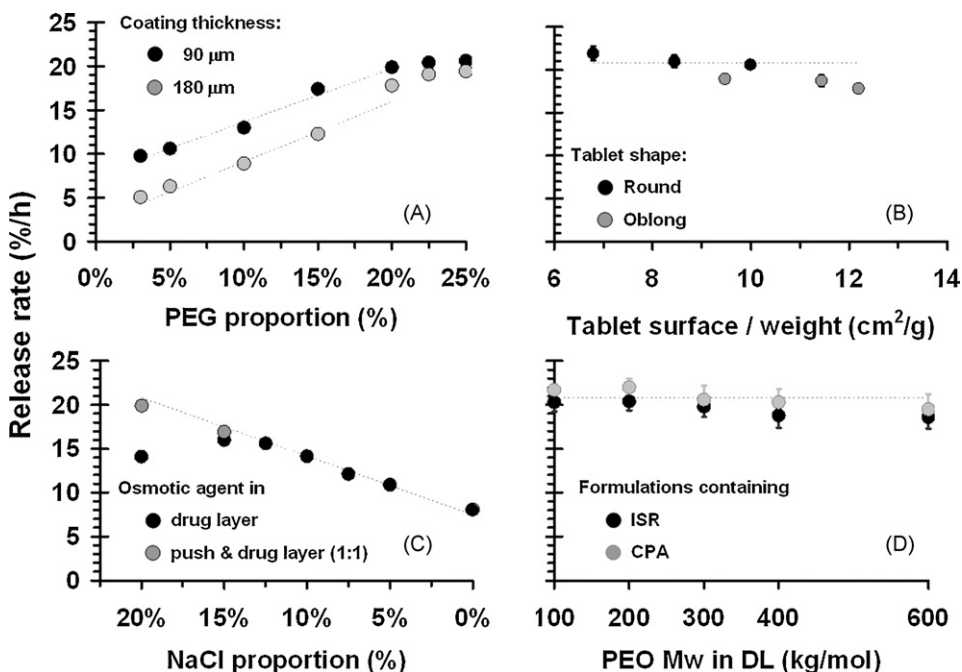 Release rate (%/h)
Coating thickness:
90 μm
180 μm
(A)
25
20
15
10
5
0
0% 5% 10% 15% 20% 25%
PEG proportion (%)
Tablet shape:
Round
Oblong
(B)
6 8 10 12 14
Tablet surface / weight (cm²/g)
25
20
15
10
5
0
Osmotic agent in
drug layer
push & drug layer (1:1)
(C)
20% 15% 10% 5% 0%
NaCl proportion (%)
Formulations containing
ISR
CPA
(D)
100 200 300 400 600
PEO Mw in DL (kg/mol)